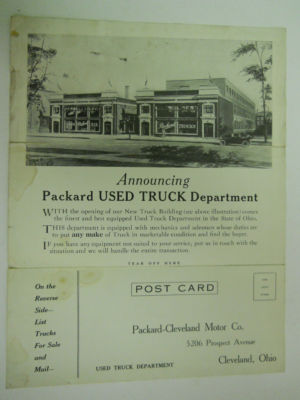 Announcing
Packard USED TRUCK Department
WITH the opening of our New Truck Building (see above illustration) comes
the finest and best equipped Used Truck Department in the State of Ohio.
THIS department is equipped with mechanics and salesmen whose duties are
to put any make of Truck in marketable condition and find the buyer.
IF you have any equipment not suited to your service, put us in touch with the
situation and we will handle the entire transaction.
TEAR OFF HERE
On the
Reverse
Side—
List
Trucks
For Sale
and
Mail—
POST CARD
Packard-Cleveland Motor Co.
5206 Prospect Avenue
Cleveland, Ohio
USED TRUCK DEPARTMENT